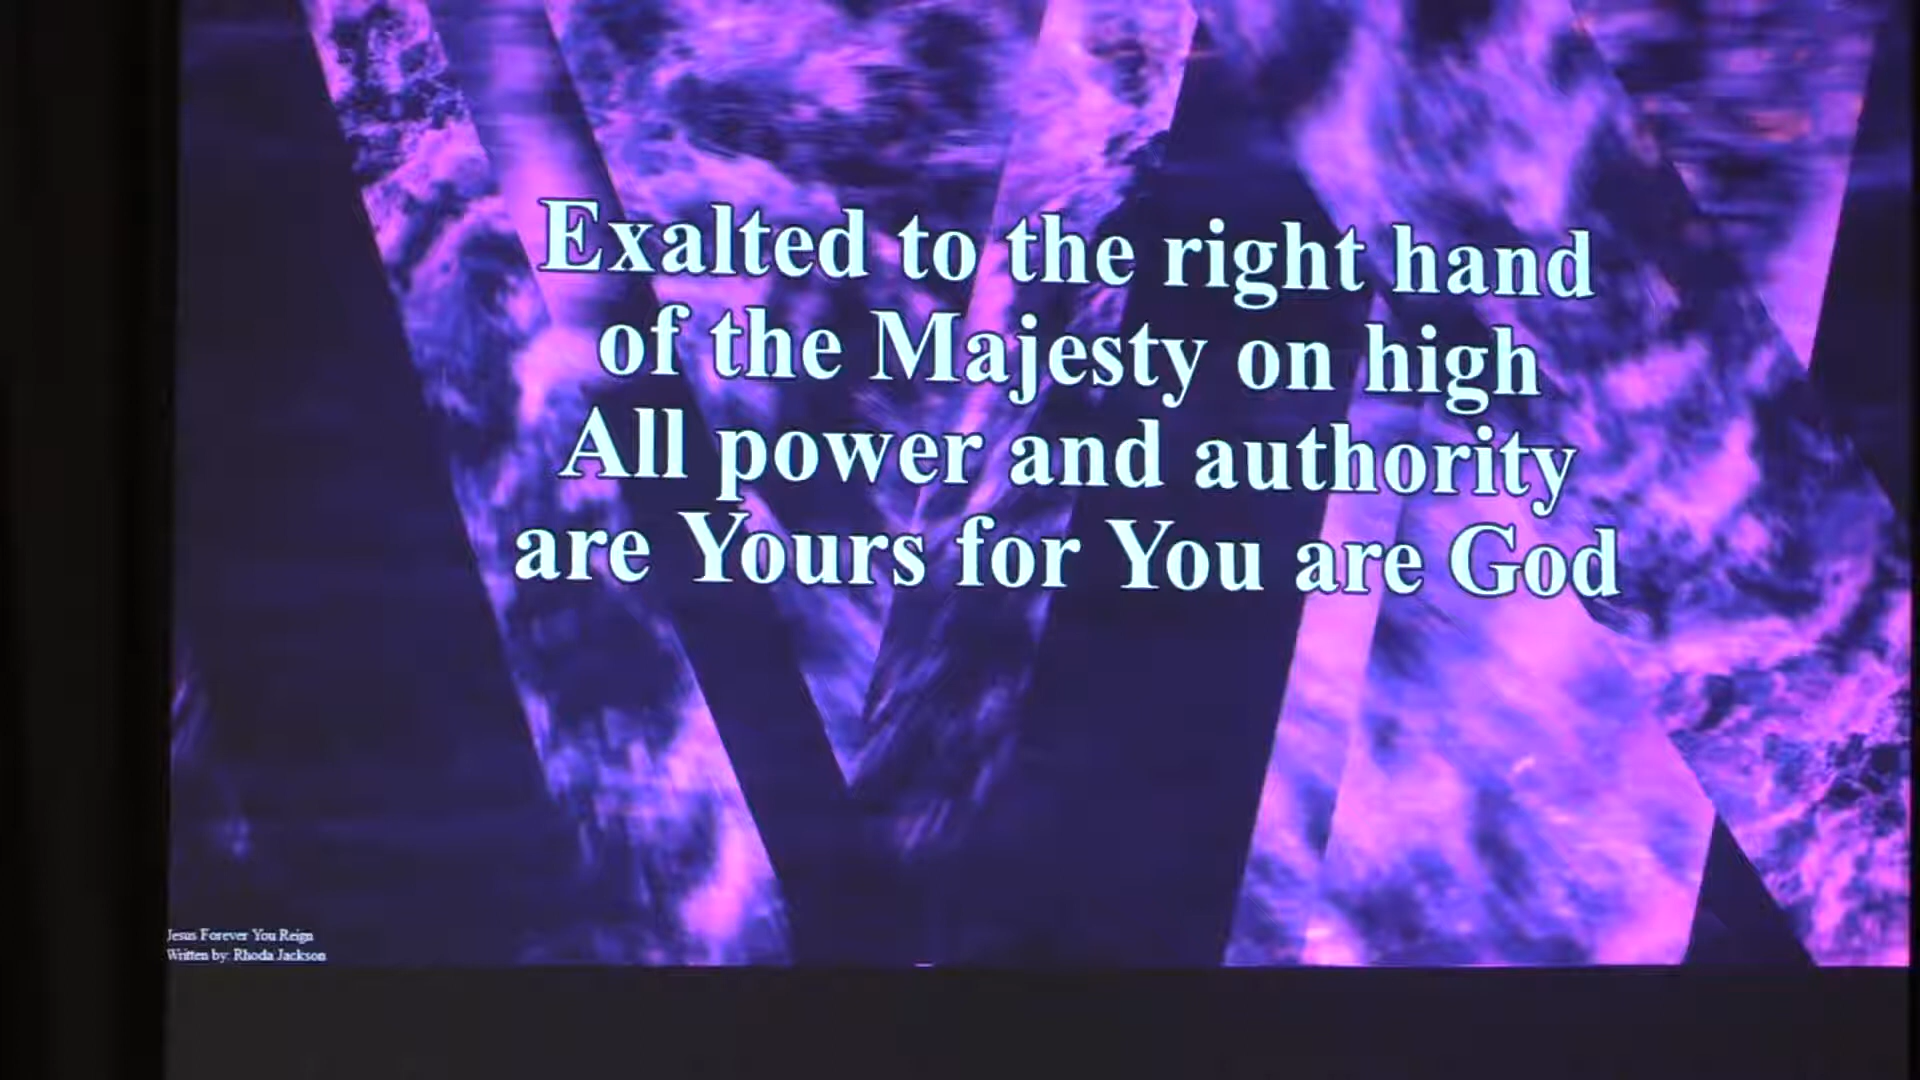 Exalted to the right hand
of the Majesty on high
All power and authority
are Yours for You are God
Jesus Forever You Reign
Written by: Rhoda Jackson